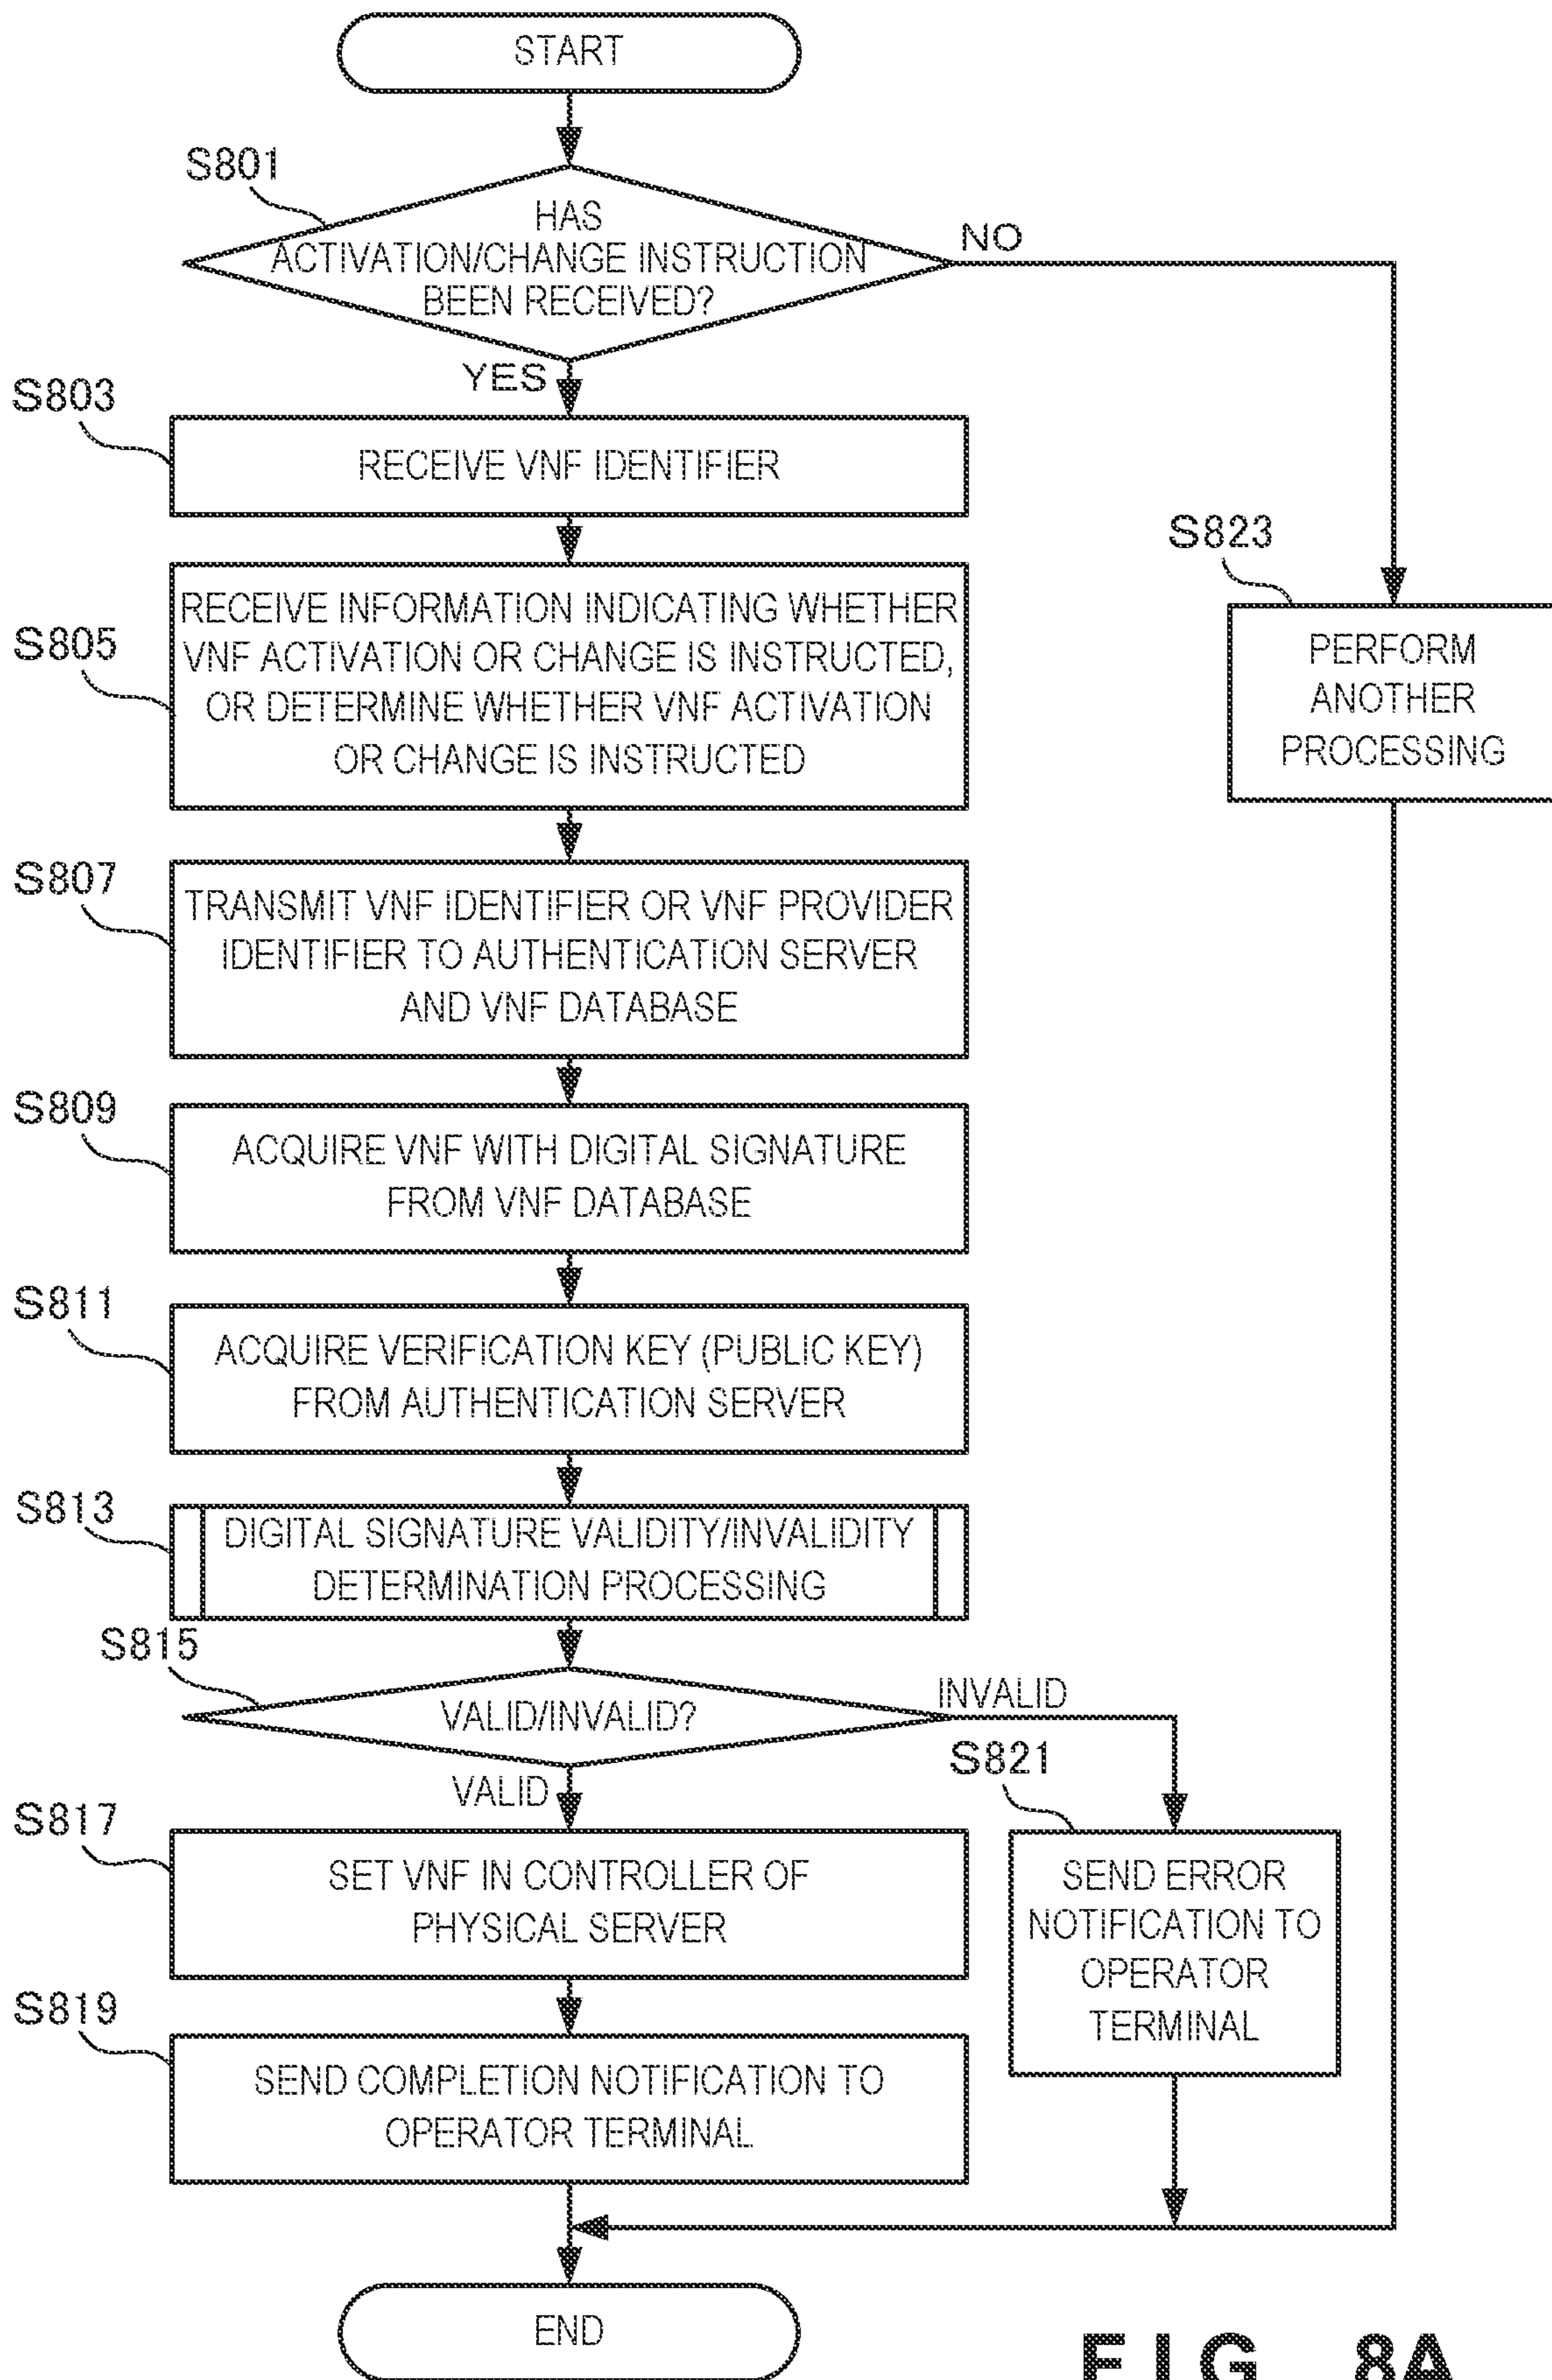 START
S801
HAS
ACTIVATION/CHANGE INSTRUCTION
BEEN RECEIVED?
NO
YES
S803
RECEIVE VNF IDENTIFIER
S823
PERFORM
ANOTHER
PROCESSING
S805
RECEIVE INFORMATION INDICATING WHETHER
VNF ACTIVATION OR CHANGE IS INSTRUCTED,
OR DETERMINE WHETHER VNF ACTIVATION
OR CHANGE IS INSTRUCTED
S807
TRANSMIT VNF IDENTIFIER OR VNF PROVIDER
IDENTIFIER TO AUTHENTICATION SERVER
AND VNF DATABASE
S809
ACQUIRE VNF WITH DIGITAL SIGNATURE
FROM VNF DATABASE
S811
ACQUIRE VERIFICATION KEY (PUBLIC KEY)
FROM AUTHENTICATION SERVER
S813
DIGITAL SIGNATURE VALIDITY/INVALIDITY
DETERMINATION PROCESSING
S815
VALID/INVALID?
INVALID
VALID
S821
SEND ERROR
NOTIFICATION TO
OPERATOR
TERMINAL
S817
SET VNF IN CONTROLLER OF
PHYSICAL SERVER
S819
SEND COMPLETION NOTIFICATION TO
OPERATOR TERMINAL
END
FIG. 8A